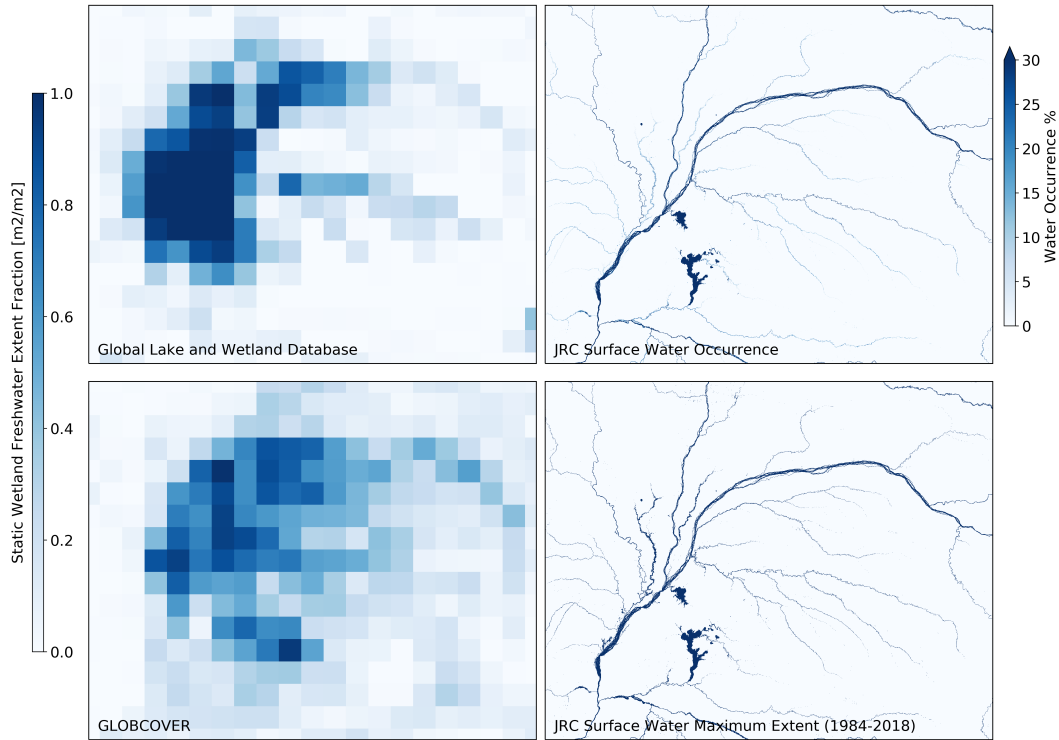 Static Wetland Freshwater Extent Fraction [m2/m2]
1.0
0.8
0.6
0.4
0.2
0.0
Global Lake and Wetland Database
JRC Surface Water Occurrence
30
25
20
15
10
5
0
Water Occurrence %
GLOBCOVER
JRC Surface Water Maximum Extent (1984-2018)